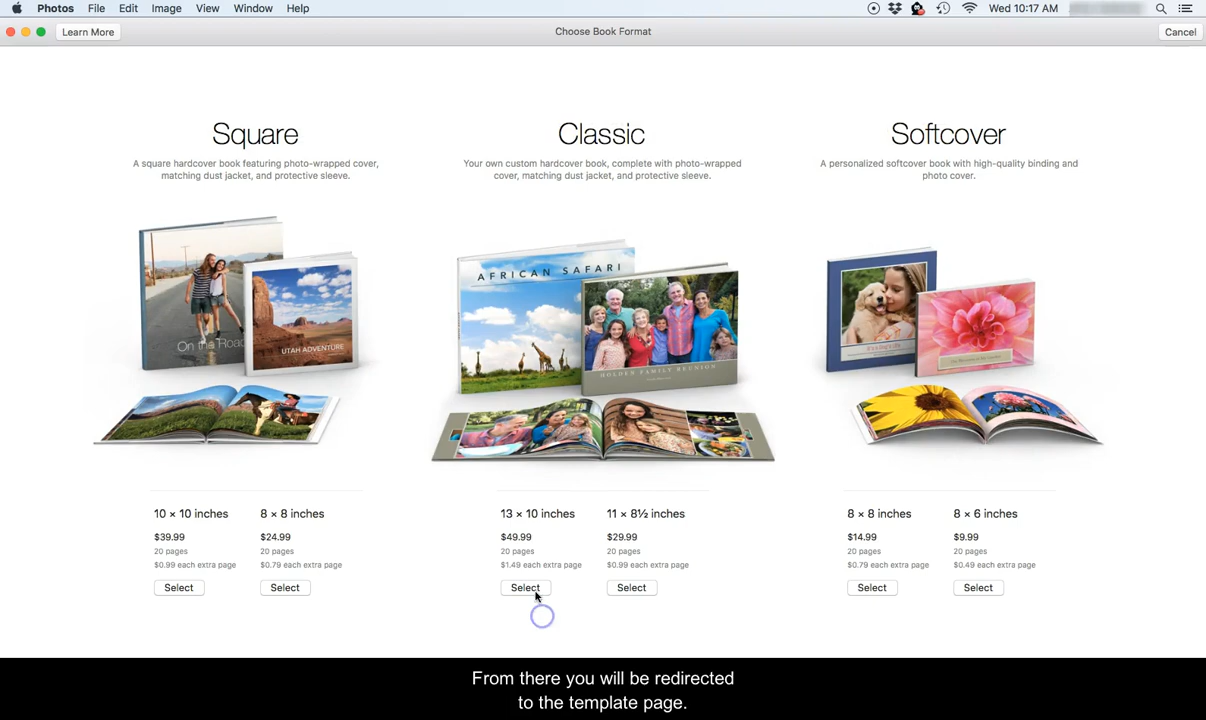 Photos File Edit Image View Window Help Wed 10:17 AM
Learn More Choose Book Format Cancel
Square
A square hardcover book featuring photo-wrapped cover,
matching dust jacket, and protective sleeve.
Classic
Your own custom hardcover book, complete with photo-wrapped
cover, matching dust jacket, and protective sleeve.
Softcover
A personalized softcover book with high-quality binding and
photo cover.
On the Road
UTAH ADVENTURE
AFRICAN SAFARI
HOLDEN FAMILY REUNION
10 × 10 inches
$39.99
20 pages
$0.99 each extra page
Select
8 × 8 inches
$24.99
20 pages
$0.79 each extra page
Select
13 × 10 inches
$49.99
20 pages
$1.49 each extra page
Select
11 × 8½ inches
$29.99
20 pages
$0.99 each extra page
Select
8 × 8 inches
$14.99
20 pages
$0.79 each extra page
Select
8 × 6 inches
$9.99
20 pages
$0.49 each extra page
Select
From there you will be redirected
to the template page.